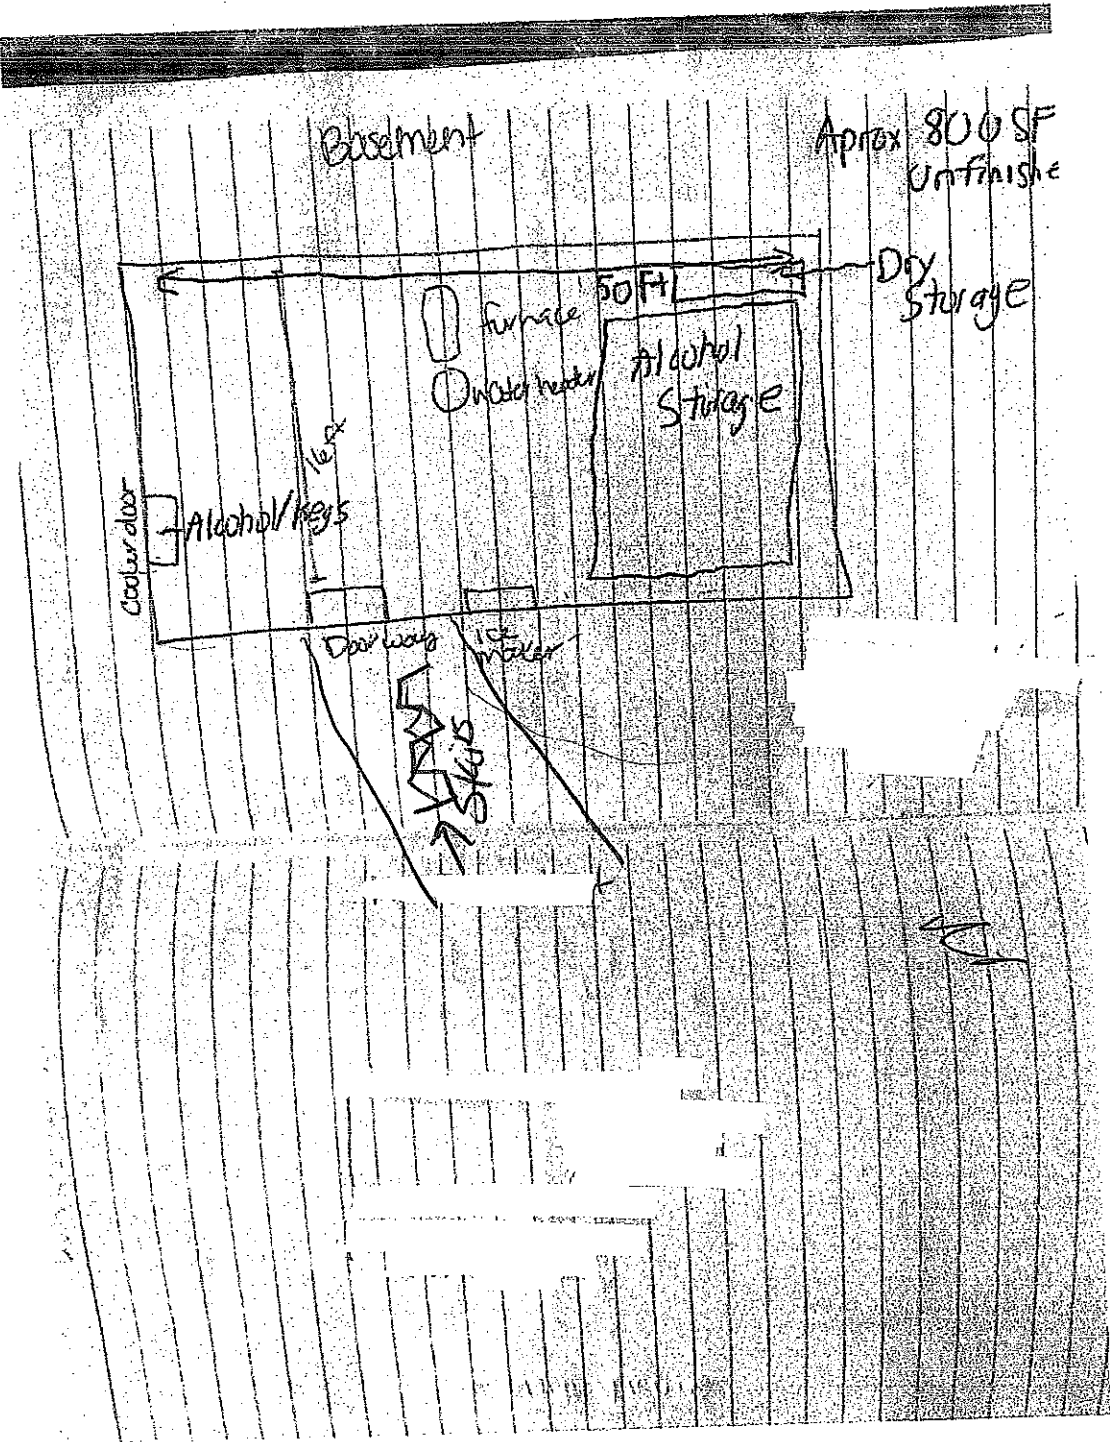 Basement
Aprox 800 SF
unfinishe
50 Ft
Dry
Storage
furnace
Alcohol
Storage
water heater
16 ft
cooler door
Alcohol/Kegs
Doorway
Ice
maker